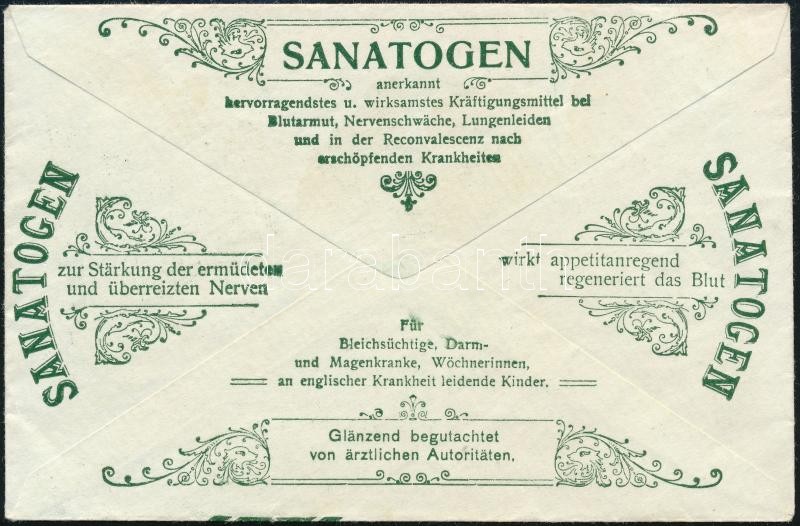 SANATOGEN
anerkannt
hervorragendstes u. wirksamstes Kräftigungsmittel bei
Blutarmut, Nervenschwäche, Lungenleiden
und in der Reconvalescenz nach
erschöpfenden Krankheiten
SANATOGEN
zur Stärkung der ermüdeten
und überreizten Nerven
wirkt appetitanregend
regeneriert das Blut
SANATOGEN
Für
Bleichsüchtige, Darm-
und Magenkranke, Wöchnerinnen,
an englischer Krankheit leidende Kinder.
Glänzend begutachtet
von ärztlichen Autoritäten.
darabanth